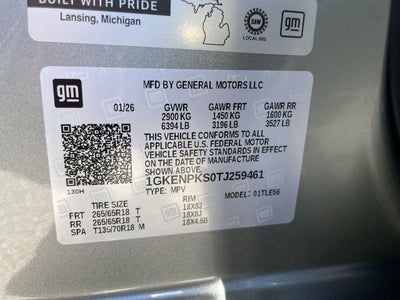 BUILT WITH PRIDE
Lansing, Michigan
UAW
LOCAL 602
gm
gm
MFD BY GENERAL MOTORS LLC
01/26 GVWR GAWR FRT GAWR RR
2900 KG 1450 KG 1600 KG
6394 LB 3196 LB 3527 LB
THIS VEHICLE CONFORMS TO ALL
APPLICABLE U.S. FEDERAL MOTOR
VEHICLE SAFETY STANDARDS IN EFFECT
ON THE DATE OF MANUFACTURE
SHOWN ABOVE.
1GKENPKS0TJ259461
130H TYPE: MPV MODEL: 01TLE56
TIRE SIZE RIM
FRT 265/65R18 T 18X8J
RR 265/65R18 T 18X8J
SPA T135/70R18 M 18X4.5B